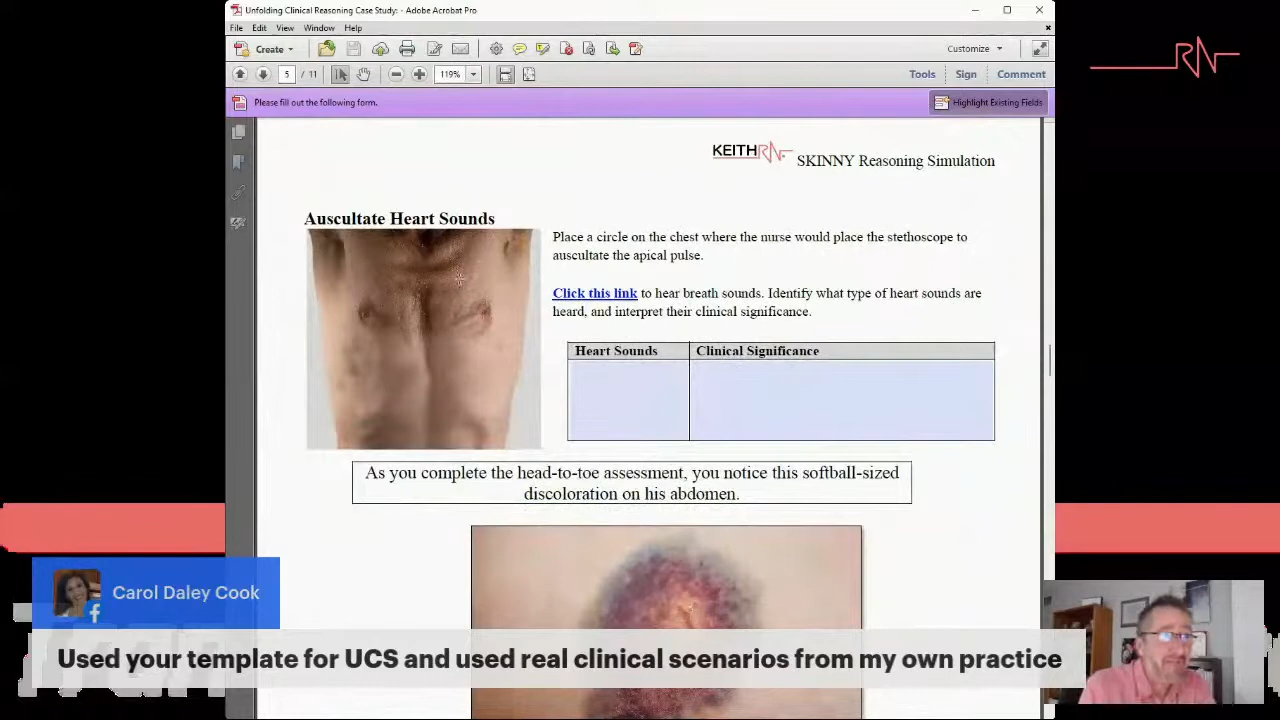 Unfolding Clinical Reasoning Case Study: - Adobe Acrobat Pro
File Edit View Window Help
Create
Customize
5 / 11
119%
Tools Sign Comment
Please fill out the following form.
Highlight Existing Fields
RN
KEITHRN SKINNY Reasoning Simulation
Auscultate Heart Sounds
Place a circle on the chest where the nurse would place the stethoscope to
auscultate the apical pulse.
Click this link to hear breath sounds. Identify what type of heart sounds are
heard, and interpret their clinical significance.
Heart Sounds Clinical Significance
As you complete the head-to-toe assessment, you notice this softball-sized
discoloration on his abdomen.
Carol Daley Cook
Used your template for UCS and used real clinical scenarios from my own practice